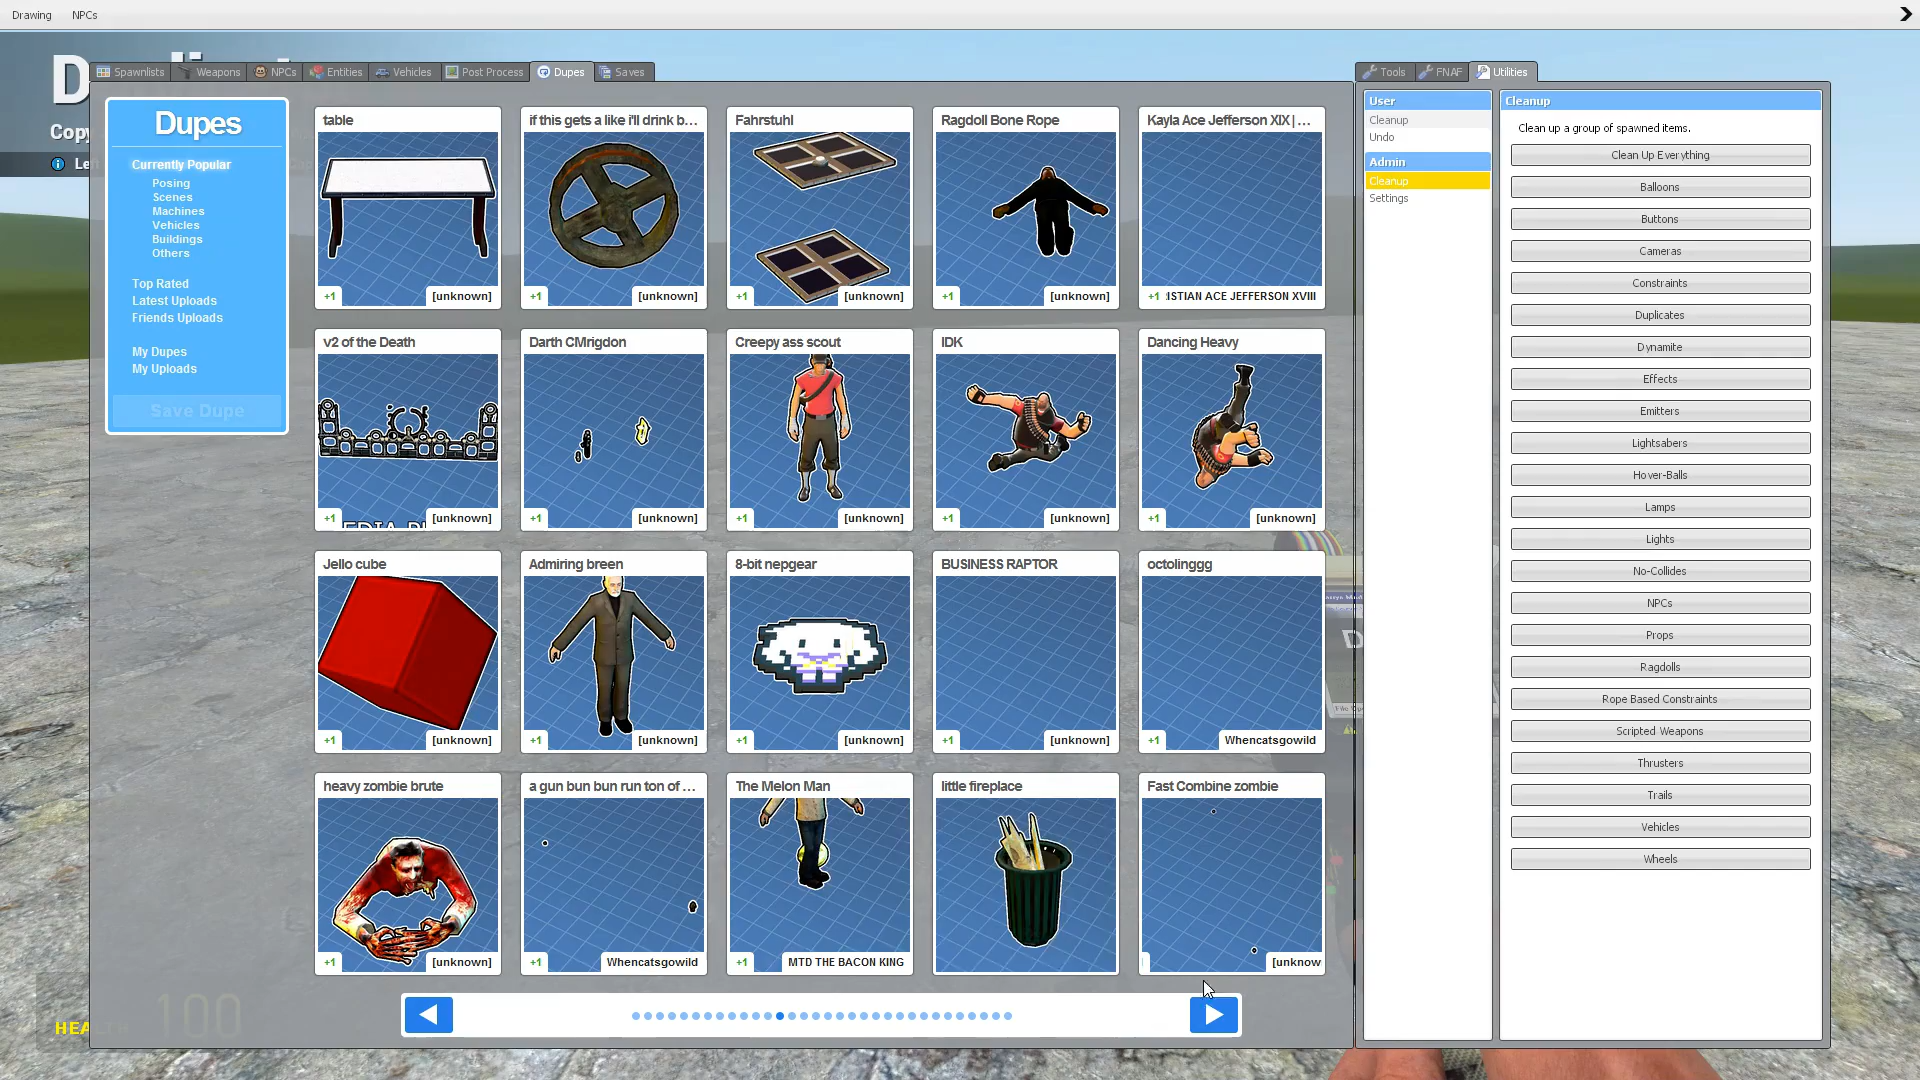 Drawing NPCs
Spawnlists Weapons NPCs Entities Vehicles Post Process Dupes Saves
Tools FNAF Utilities
Dupes
Currently Popular
Posing
Scenes
Machines
Vehicles
Buildings
Others
Top Rated
Latest Uploads
Friends Uploads
My Dupes
My Uploads
Save Dupe
table
+1 [unknown]
if this gets a like i'll drink b...
+1 [unknown]
Fahrstuhl
+1 [unknown]
Ragdoll Bone Rope
+1 [unknown]
Kayla Ace Jefferson XIX | ...
+1 ISTIAN ACE JEFFERSON XVIII
v2 of the Death
+1 [unknown]
Darth CMrigdon
+1 [unknown]
Creepy ass scout
+1 [unknown]
IDK
+1 [unknown]
Dancing Heavy
+1 [unknown]
Jello cube
+1 [unknown]
Admiring breen
+1 [unknown]
8-bit nepgear
+1 [unknown]
BUSINESS RAPTOR
+1 [unknown]
octolinggg
+1 Whencatsgowild
heavy zombie brute
+1 [unknown]
a gun bun bun run ton of ...
+1 Whencatsgowild
The Melon Man
+1 MTD THE BACON KING
little fireplace
Fast Combine zombie
[unknow
User
Cleanup
Undo
Admin
Cleanup
Settings
Cleanup
Clean up a group of spawned items.
Clean Up Everything
Balloons
Buttons
Cameras
Constraints
Duplicates
Dynamite
Effects
Emitters
Lightsabers
Hover-Balls
Lamps
Lights
No-Collides
NPCs
Props
Ragdolls
Rope Based Constraints
Scripted Weapons
Thrusters
Trails
Vehicles
Wheels
D
Copy
Le
HEALTH 100